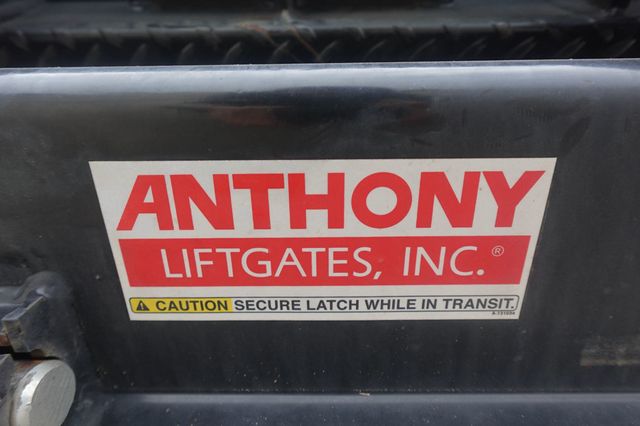 ANTHONY
LIFTGATES, INC.®
CAUTION SECURE LATCH WHILE IN TRANSIT.